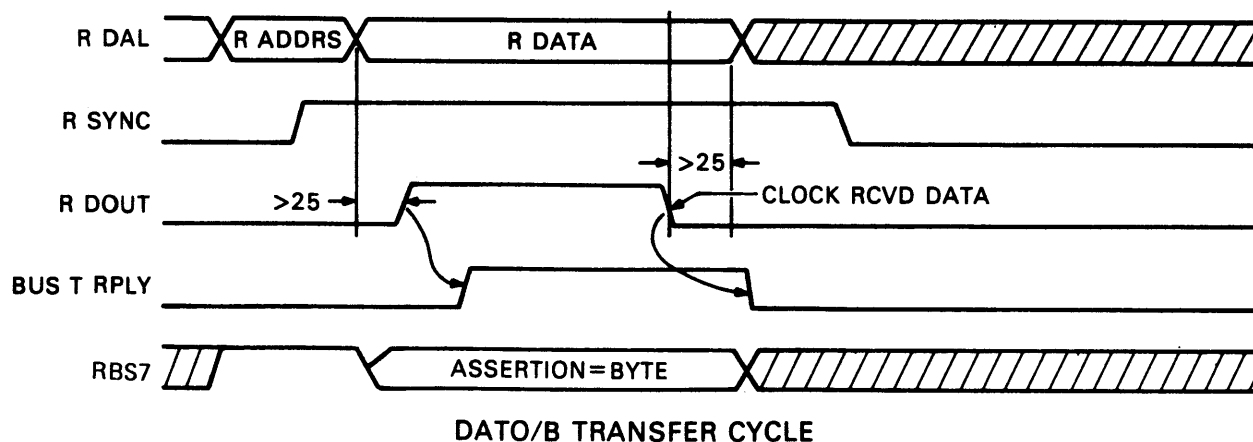 R DAL R ADDRS R DATA
R SYNC
>25
R DOUT >25 CLOCK RCVD DATA
BUS T RPLY
RBS7 ASSERTION=BYTE
DATO/B TRANSFER CYCLE